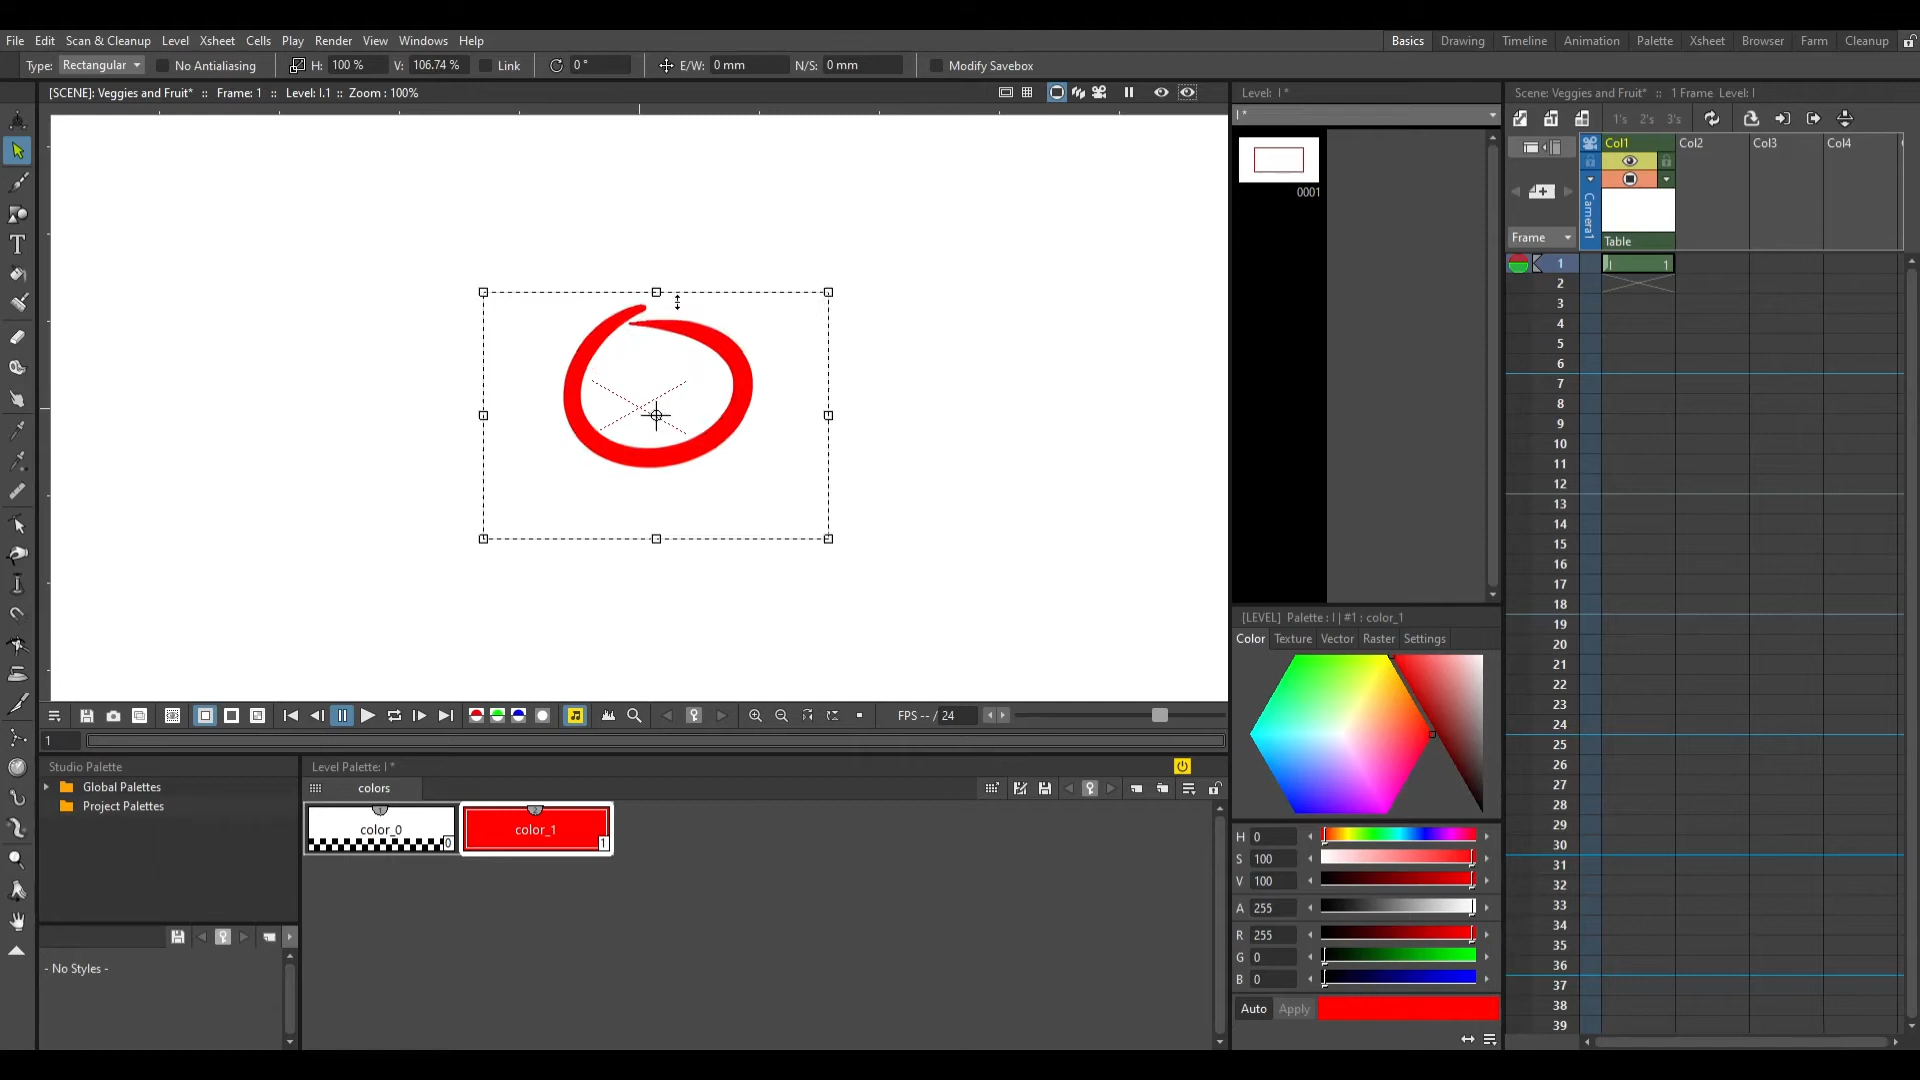 File Edit Scan & Cleanup Level Xsheet Cells Play Render View Windows Help
Basics Drawing Timeline Animation Palette Xsheet Browser Farm Cleanup
Type: Rectangular No Antialiasing H: 100 % V: 106.74 % Link 0 ° E/W: 0 mm N/S: 0 mm Modify Savebox
[SCENE]: Veggies and Fruit* :: Frame: 1 :: Level: I.1 :: Zoom : 100%
Level: I *
I *
0001
Scene: Veggies and Fruit* :: 1 Frame Level: I
1's 2's 3's
Col1 Col2 Col3 Col4
Camera1
Frame
Table
1 I 1
2
3
4
5
6
7
8
9
10
11
12
13
14
15
16
17
18
19
20
21
22
23
24
25
26
27
28
29
30
31
32
33
34
35
36
37
38
39
[LEVEL] Palette : I | #1 : color_1
Color Texture Vector Raster Settings
H 0
S 100
V 100
A 255
R 255
G 0
B 0
Auto Apply
FPS -- / 24
1
Studio Palette
Global Palettes
Project Palettes
- No Styles -
Level Palette: I *
colors
1 2
color_0 color_1
0 1